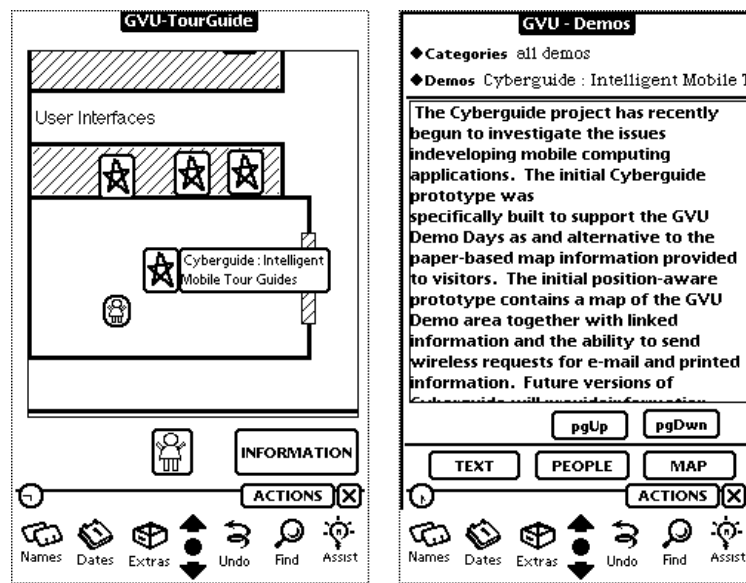 GVU-TourGuide
User Interfaces
Cyberguide : Intelligent
Mobile Tour Guides
INFORMATION
ACTIONS
Names Dates Extras Undo Find Assist
GVU - Demos
Categories all demos
Demos Cyberguide : Intelligent Mobile T
The Cyberguide project has recently
begun to investigate the issues
indeveloping mobile computing
applications. The initial Cyberguide
prototype was
specifically built to support the GVU
Demo Days as and alternative to the
paper-based map information provided
to visitors. The initial position-aware
prototype contains a map of the GVU
Demo area together with linked
information and the ability to send
wireless requests for e-mail and printed
information. Future versions of
Cyberguide will provideinformation
pgUp pgDwn
TEXT PEOPLE MAP
ACTIONS
Names Dates Extras Undo Find Assist